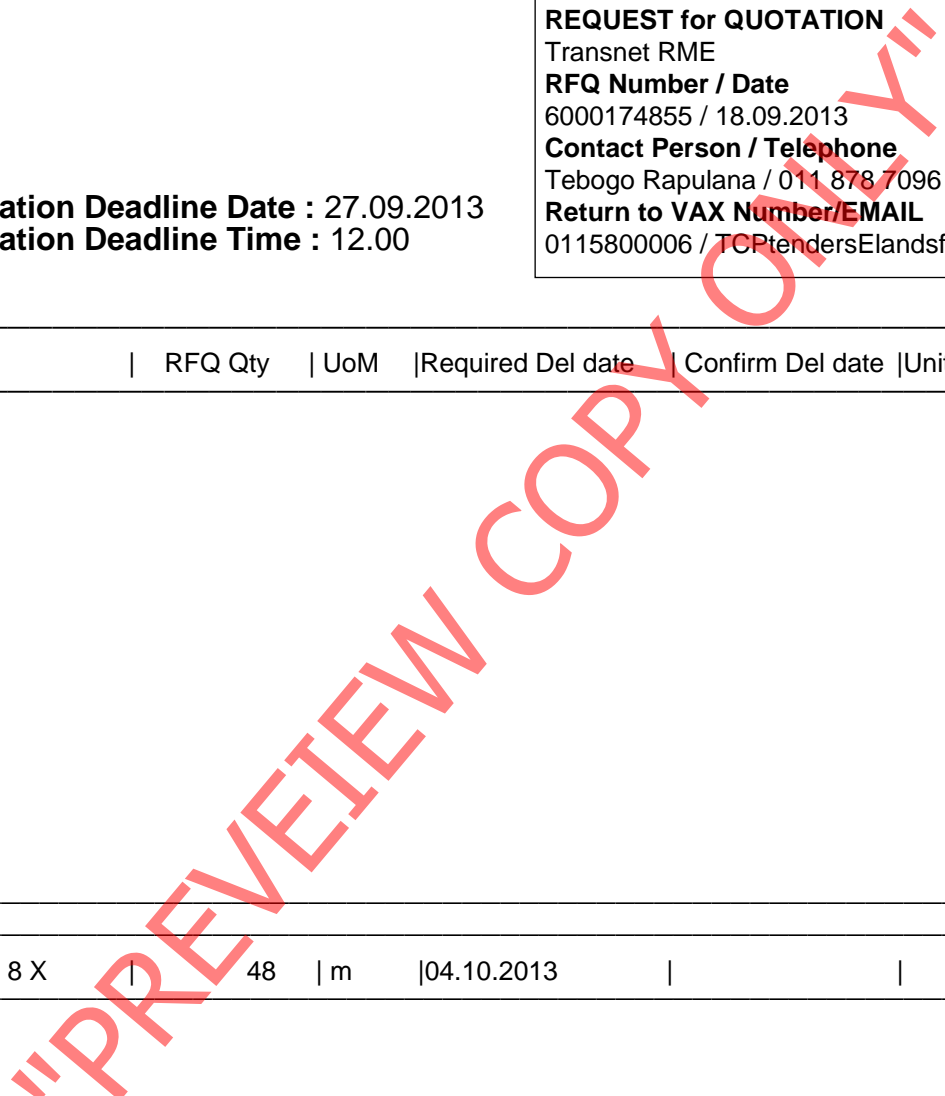 REQUEST for QUOTATION
Transnet RME
RFQ Number / Date
6000174855 / 18.09.2013
Contact Person / Telephone
Tebogo Rapulana / 011 878 7096
Return to VAX Number/EMAIL
0115800006 / TCPtendersElandsf
ation Deadline Date : 27.09.2013
ation Deadline Time : 12.00
| RFQ Qty | UoM |Required Del date | Confirm Del date |Unit
8 X | 48 | m |04.10.2013 | |
"PREVEIEW COPY ONLY"